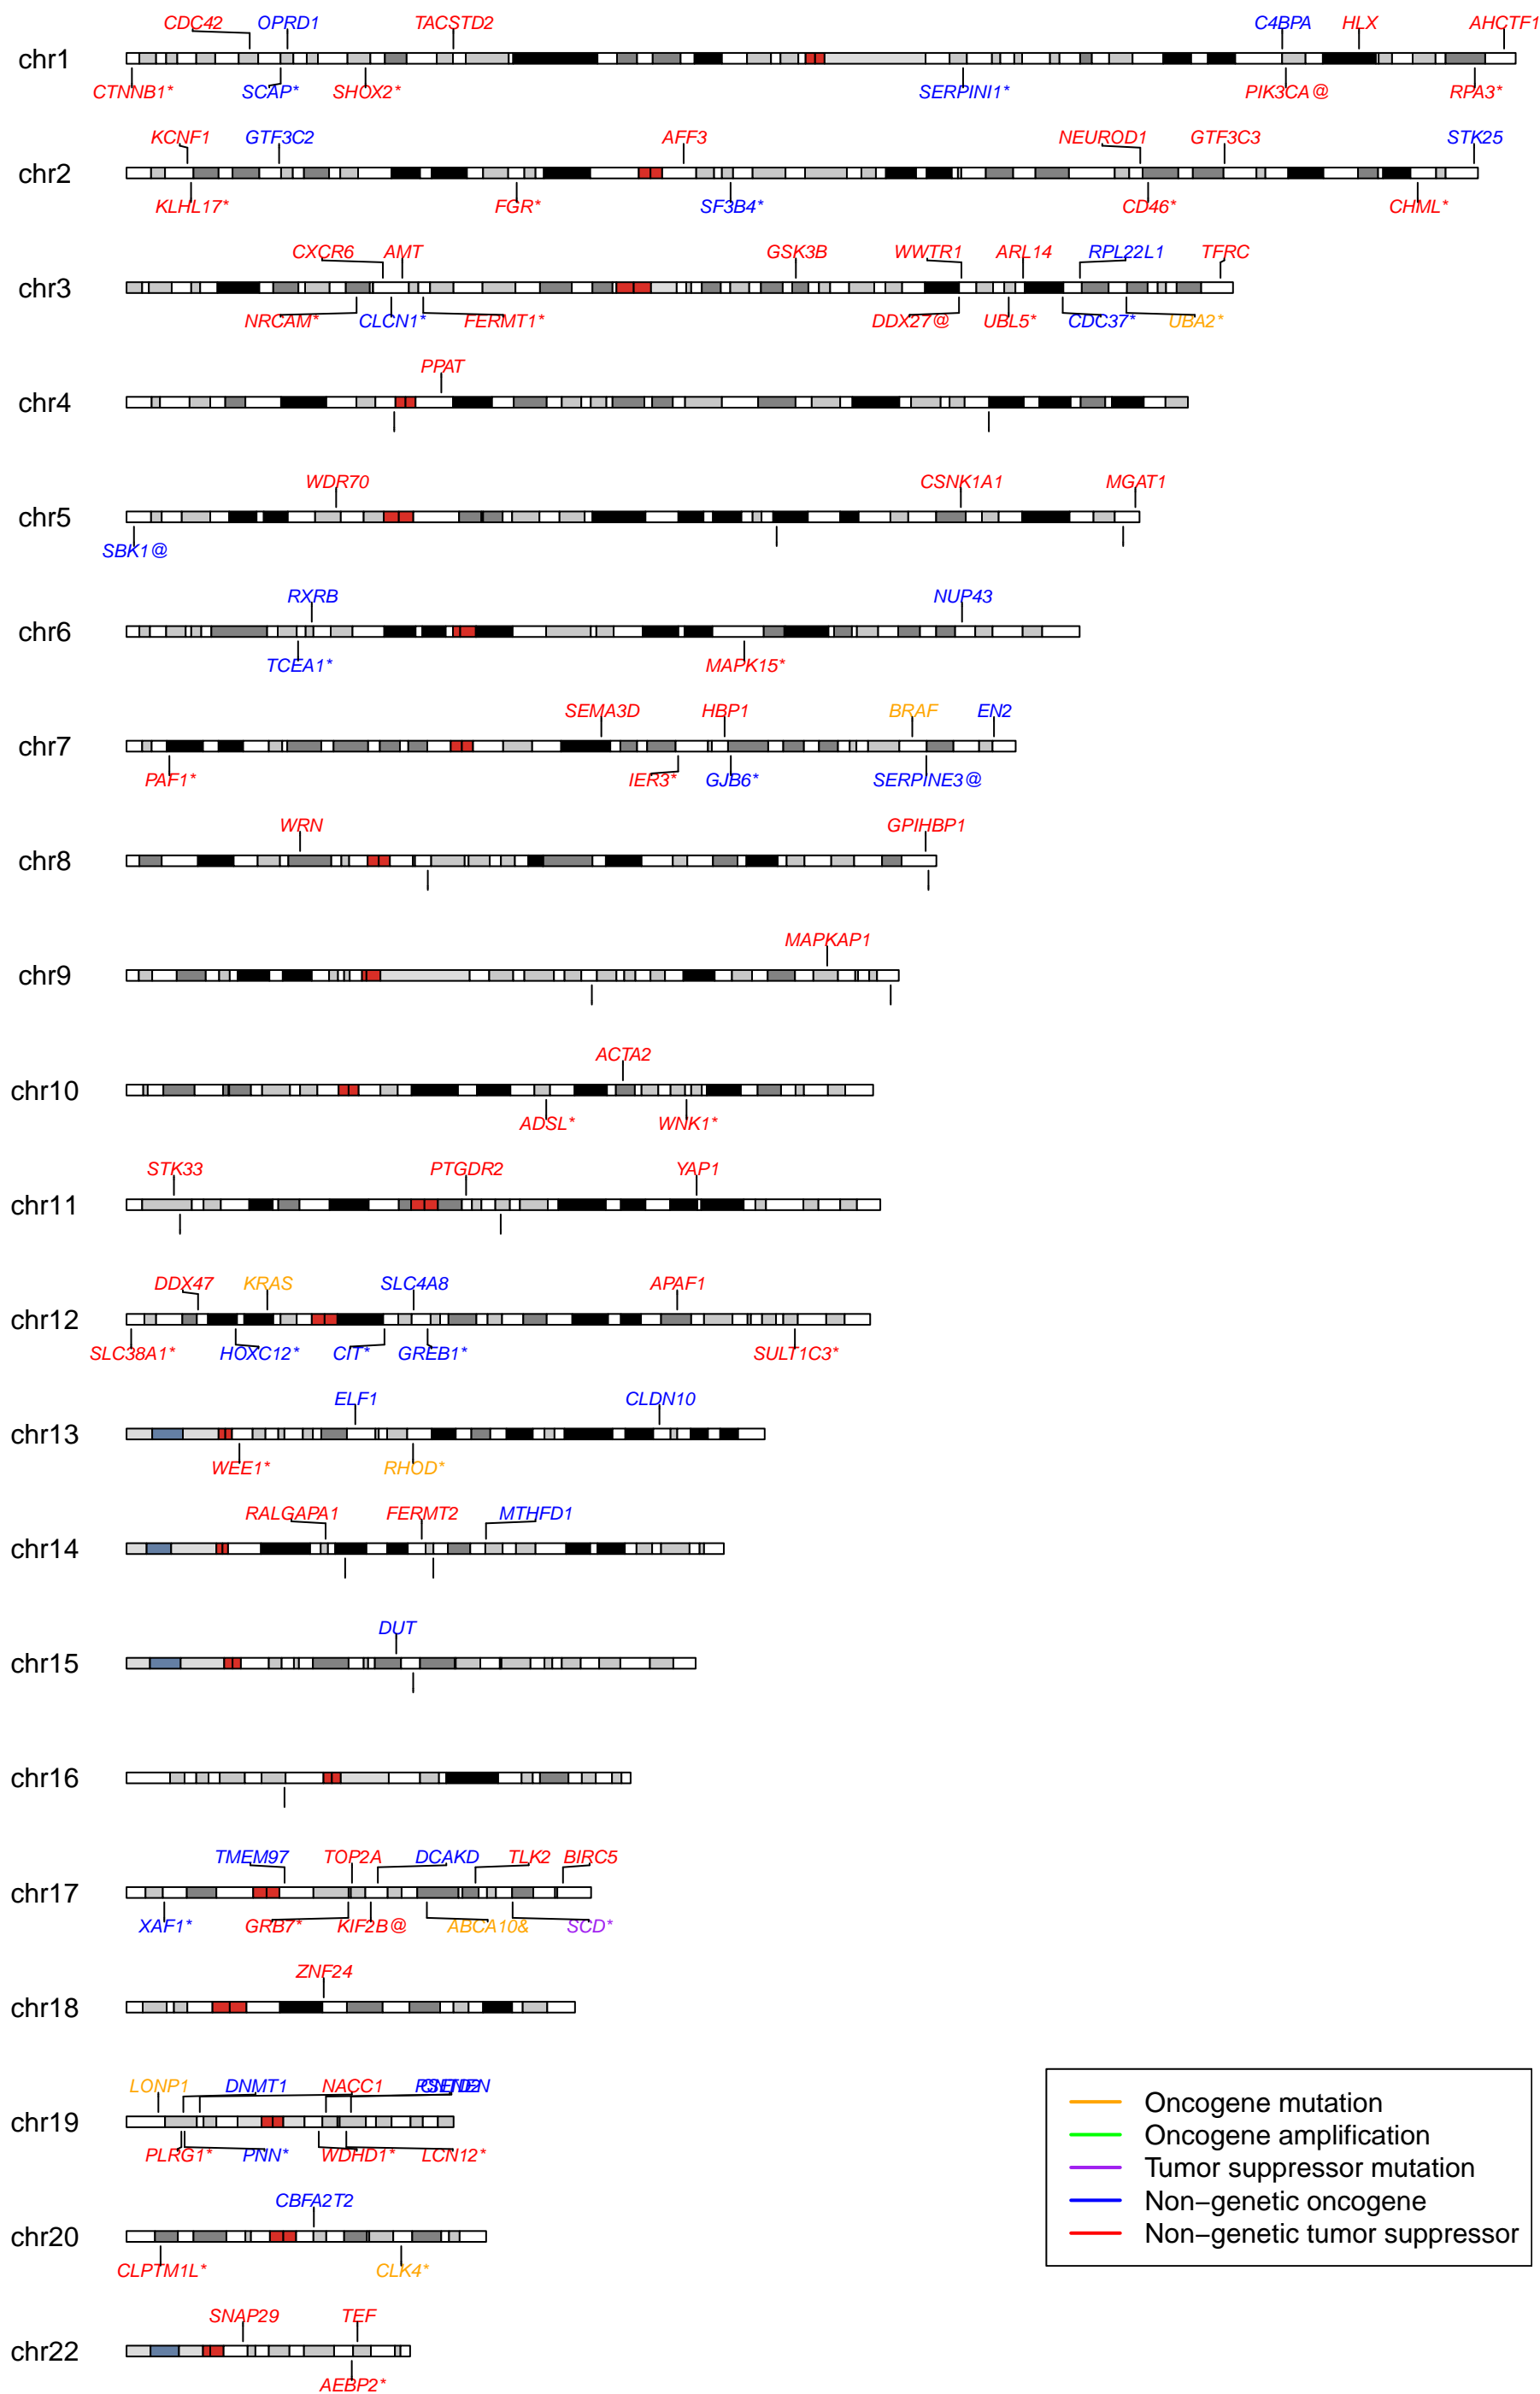 CDC42 OPRD1 TACSTD2 C4BPA HLX AHCTF1
chr1
CTNNB1* SCAP* SHOX2* SERPINI1* PIK3CA@ RPA3*
KCNF1 GTF3C2 AFF3 NEUROD1 GTF3C3 STK25
chr2
KLHL17* FGR* SF3B4* CD46* CHML*
CXCR6 AMT GSK3B WWTR1 ARL14 RPL22L1 TFRC
chr3
NRCAM* CLCN1* FERMT1* DDX27@ UBL5* CDC37* UBA2*
PPAT
chr4
WDR70 CSNK1A1 MGAT1
chr5
SBK1@
RXRB NUP43
chr6
TCEA1* MAPK15*
SEMA3D HBP1 BRAF EN2
chr7
PAF1* IER3* GJB6* SERPINE3@
WRN GPIHBP1
chr8
MAPKAP1
chr9
ACTA2
chr10
ADSL* WNK1*
STK33 PTGDR2 YAP1
chr11
DDX47 KRAS SLC4A8 APAF1
chr12
SLC38A1* HOXC12* CIT* GREB1* SULT1C3*
ELF1 CLDN10
chr13
WEE1* RHOD*
RALGAPA1 FERMT2 MTHFD1
chr14
DUT
chr15
chr16
TMEM97 TOP2A DCAKD TLK2 BIRC5
chr17
XAF1* GRB7* KIF2B@ ABCA10& SCD*
ZNF24
chr18
LONP1 DNMT1 NACC1
chr19
PLRG1* PNN* WDHD1* LCN12*
CBFA2T2
chr20
CLPTM1L* CLK4*
SNAP29 TEF
chr22
AEBP2*
Oncogene mutation
Oncogene amplification
Tumor suppressor mutation
Non−genetic oncogene
Non−genetic tumor suppressor